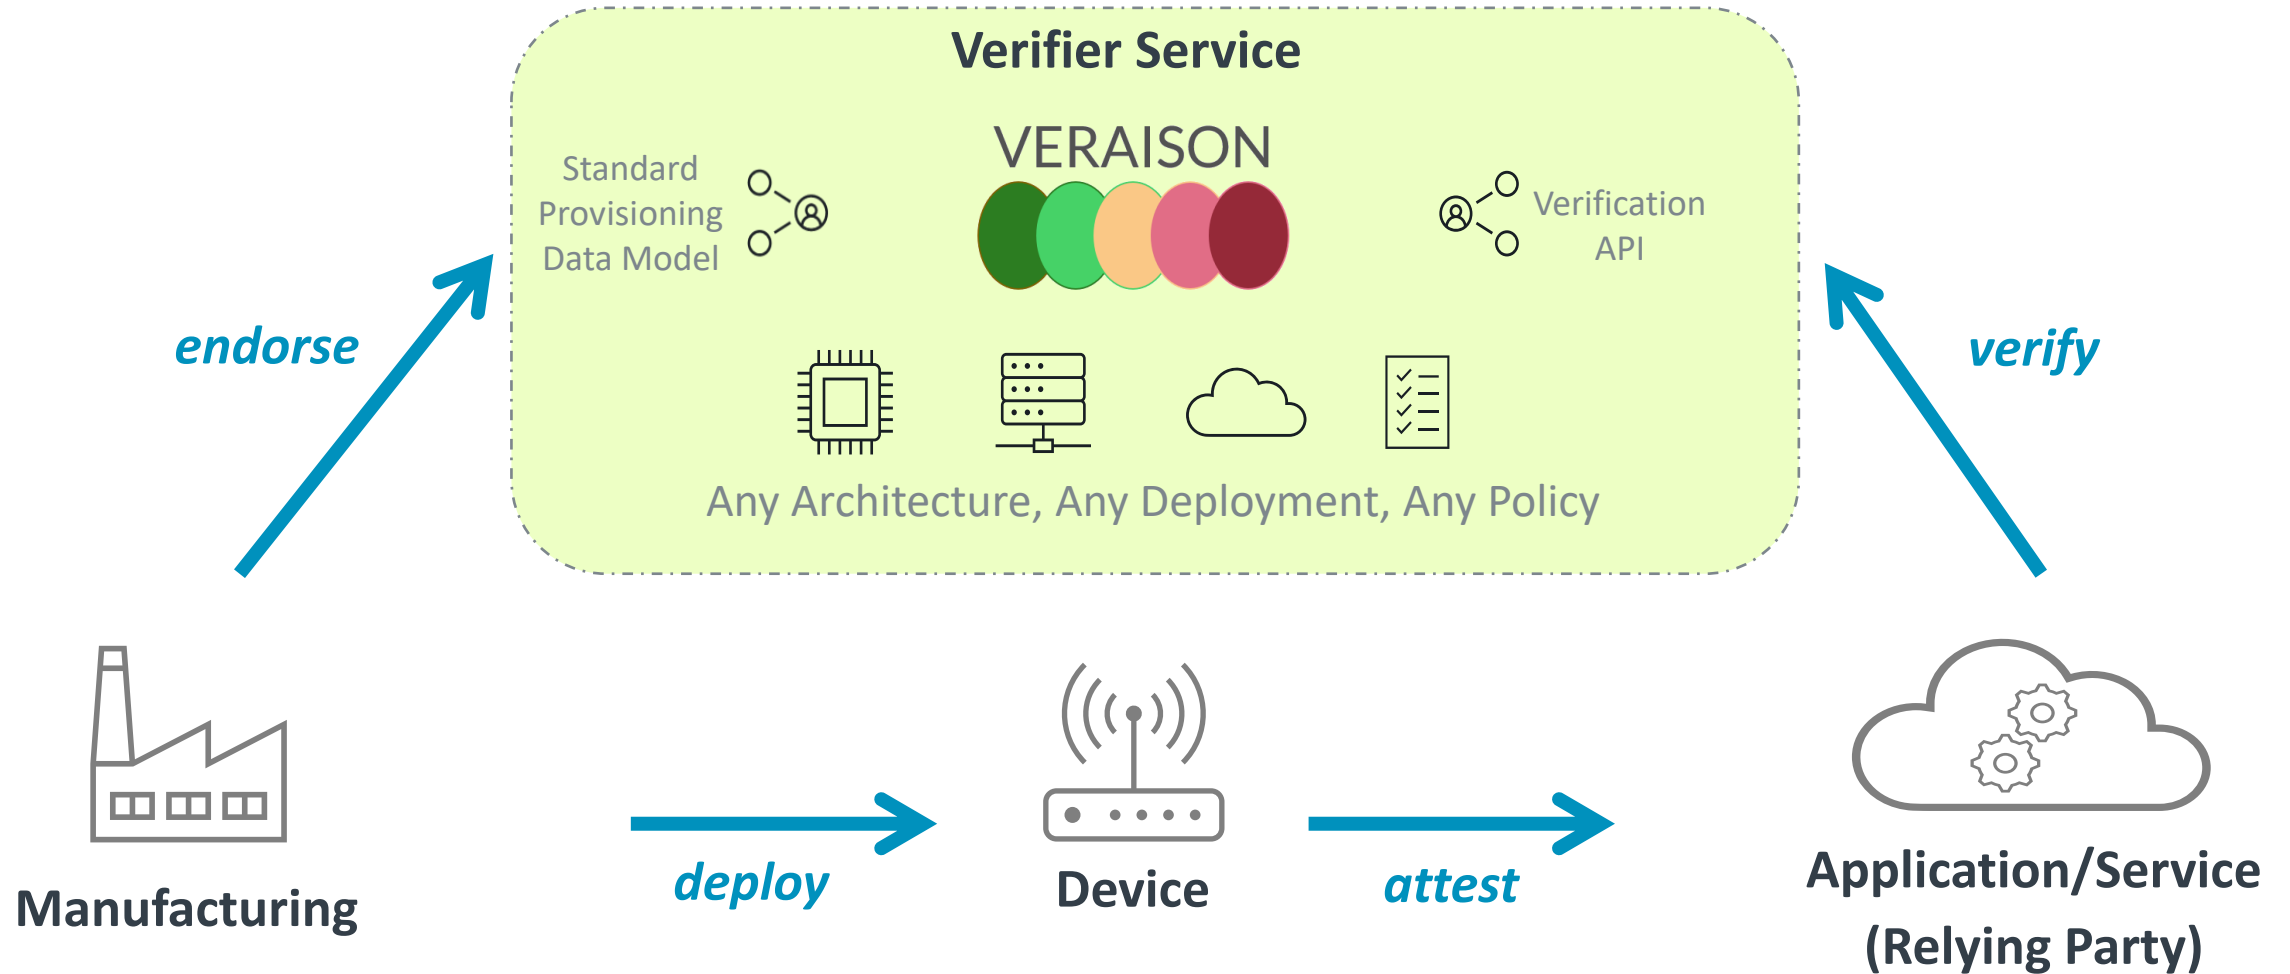 Verifier Service
VERAISON
Standard
Provisioning
Data Model
Verification
API
endorse
verify
Any Architecture, Any Deployment, Any Policy
deploy
attest
Manufacturing
Device
Application/Service
(Relying Party)